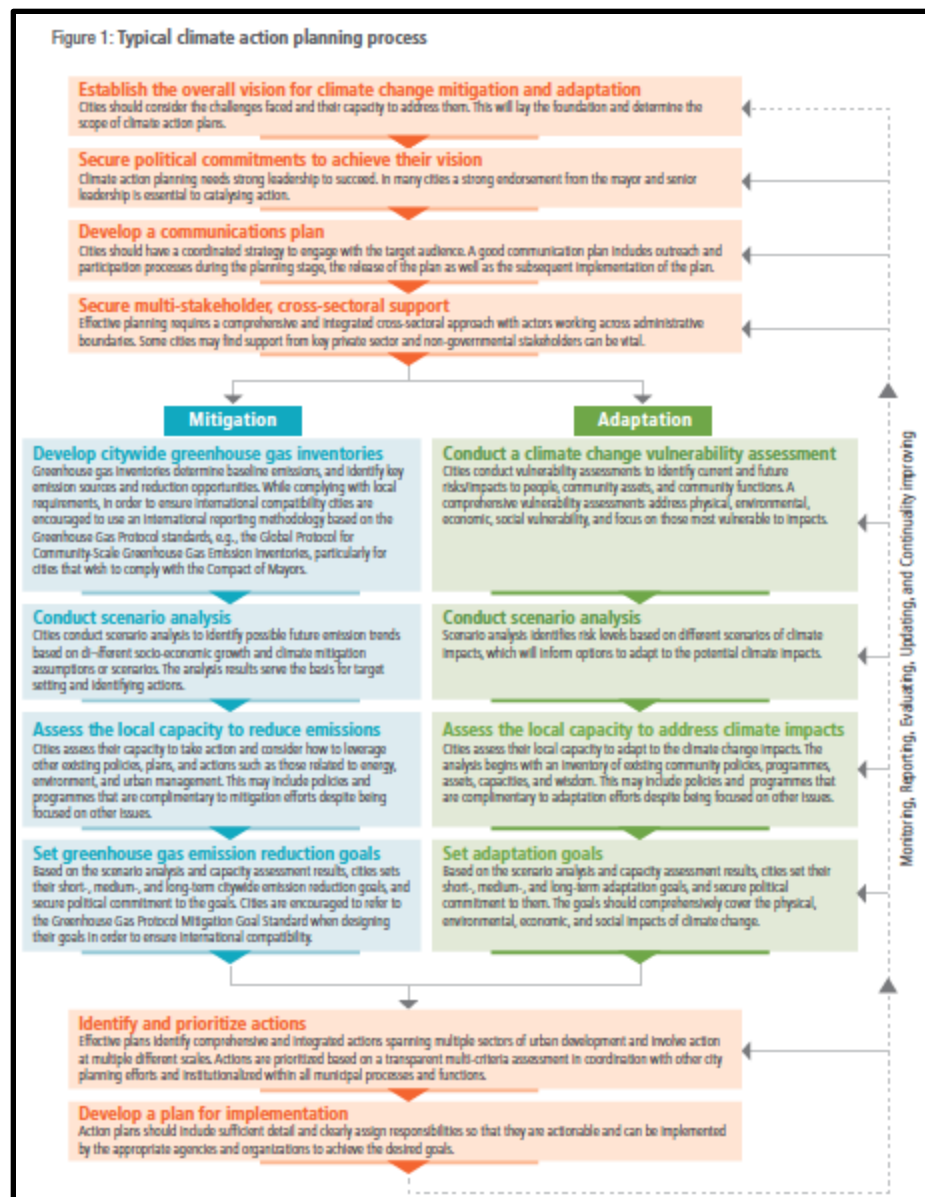 Figure 1: Typical climate action planning process
Establish the overall vision for climate change mitigation and adaptation
Cities should consider the challenges faced and their capacity to address them. This will lay the foundation and determine the
scope of climate action plans.
Secure political commitments to achieve their vision
Climate action planning needs strong leadership to succeed. In many cities a strong endorsement from the mayor and senior
leadership is essential to catalysing action.
Develop a communications plan
Cities should have a coordinated strategy to engage with the target audience. A good communication plan includes outreach and
participation processes during the planning stage, the release of the plan as well as the subsequent implementation of the plan.
Secure multi-stakeholder, cross-sectoral support
Effective planning requires a comprehensive and integrated cross-sectoral approach with actors working across administrative
boundaries. Some cities may find support from key private sector and non-governmental stakeholders can be vital.
Mitigation
Develop citywide greenhouse gas inventories
Greenhouse gas inventories determine baseline emissions, and identify key
emission sources and reduction opportunities. While complying with local
requirements, in order to ensure international compatibility cities are
encouraged to use an international reporting methodology based on the
Greenhouse Gas Protocol standards, e.g., the Global Protocol for
Community-Scale Greenhouse Gas Emission Inventories, particularly for
cities that wish to comply with the Compact of Mayors.
Conduct scenario analysis
Cities conduct scenario analysis to identify possible future emission trends
based on di–fferent socio-economic growth and climate mitigation
assumptions or scenarios. The analysis results serve the basis for target
setting and identifying actions.
Assess the local capacity to reduce emissions
Cities assess their capacity to take action and consider how to leverage
other existing policies, plans, and actions such as those related to energy,
environment, and urban management. This may include policies and
programmes that are complimentary to mitigation efforts despite being
focused on other issues.
Set greenhouse gas emission reduction goals
Based on the scenario analysis and capacity assessment results, cities sets
their short-, medium-, and long-term citywide emission reduction goals, and
secure political commitment to the goals. Cities are encouraged to refer to
the Greenhouse Gas Protocol Mitigation Goal Standard when designing
their goals in order to ensure international compatibility.
Adaptation
Conduct a climate change vulnerability assessment
Cities conduct vulnerability assessments to identify current and future
risks/impacts to people, community assets, and community functions. A
comprehensive vulnerability assessments address physical, environmental,
economic, social vulnerability, and focus on those most vulnerable to impacts.
Conduct scenario analysis
Scenario analysis identifies risk levels based on different scenarios of climate
impacts, which will inform options to adapt to the potential climate impacts.
Assess the local capacity to address climate impacts
Cities assess their local capacity to adapt to the climate change impacts. The
analysis begins with an inventory of existing community policies, programmes,
assets, capacities, and wisdom. This may include policies and programmes that
are complimentary to adaptation efforts despite being focused on other issues.
Set adaptation goals
Based on the scenario analysis and capacity assessment results, cities set their
short-, medium-, and long-term adaptation goals, and secure political
commitment to them. The goals should comprehensively cover the physical,
environmental, economic, and social impacts of climate change.
Identify and prioritize actions
Effective plans identify comprehensive and integrated actions spanning multiple sectors of urban development and involve action
at multiple different scales. Actions are prioritized based on a transparent multi-criteria assessment in coordination with other city
planning efforts and institutionalized within all municipal processes and functions.
Develop a plan for implementation
Action plans should include sufficient detail and clearly assign responsibilities so that they are actionable and can be implemented
by the appropriate agencies and organizations to achieve the desired goals.
Monitoring, Reporting, Evaluating, Updating, and Continuality improving